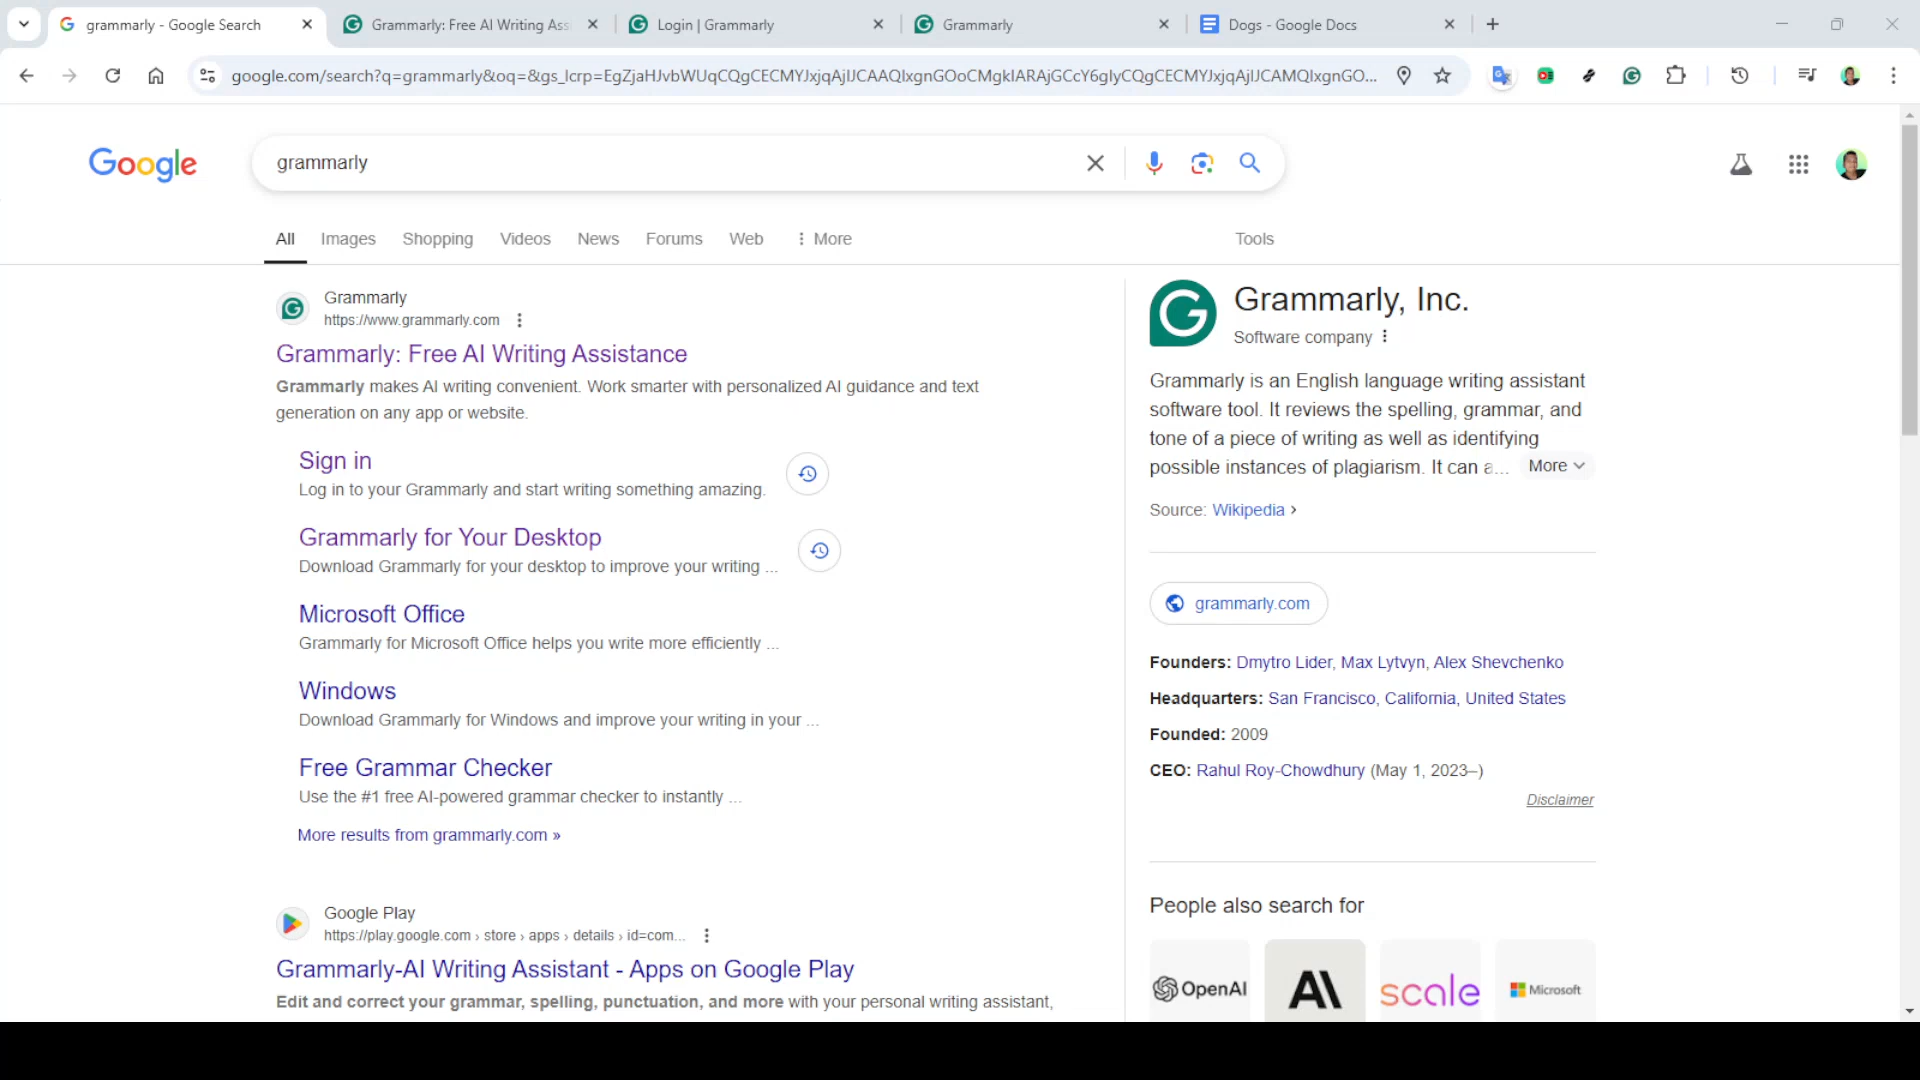 grammarly - Google Search
Grammarly: Free AI Writing Ass
Login | Grammarly
Grammarly
Dogs - Google Docs
google.com/search?q=grammarly&oq=&gs_lcrp=
Google
grammarly
All
Images
Shopping
Videos
News
Forums
Web
More
Tools
Grammarly
https://www.grammarly.com
Grammarly: Free AI Writing Assistance
Grammarly makes AI writing convenient. Work smarter with personalized AI guidance and text
generation on any app or website.
Sign in
Log in to your Grammarly and start writing something amazing.
Grammarly for Your Desktop
Download Grammarly for your desktop to improve your writing ...
Microsoft Office
Grammarly for Microsoft Office helps you write more efficiently ...
Windows
Download Grammarly for Windows and improve your writing in your ...
Free Grammar Checker
Use the #1 free AI-powered grammar checker to instantly ...
More results from grammarly.com »
Google Play
https://play.google.com › store › apps › details › id=com...
Grammarly-AI Writing Assistant - Apps on Google Play
Edit and correct your grammar, spelling, punctuation, and more with your personal writing assistant,
Grammarly, Inc.
Software company
Grammarly is an English language writing assistant
software tool. It reviews the spelling, grammar, and
tone of a piece of writing as well as identifying
possible instances of plagiarism. It can a... More
Source: Wikipedia ›
grammarly.com
Founders: Dmytro Lider, Max Lytvyn, Alex Shevchenko
Headquarters: San Francisco, California, United States
Founded: 2009
CEO: Rahul Roy-Chowdhury (May 1, 2023–)
Disclaimer
People also search for
OpenAI
AI
scale
Microsoft